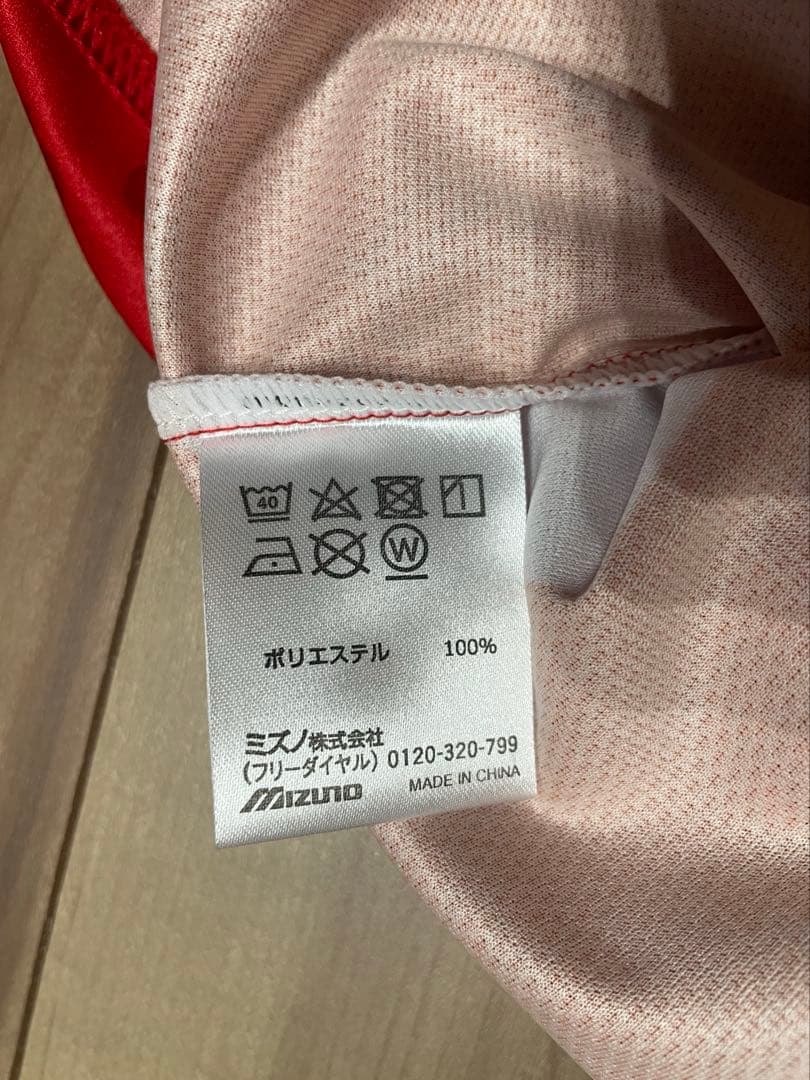 40
W
ポリエステル 100%
ミズノ株式会社
(フリーダイヤル) 0120-320-799
MIZUNO MADE IN CHINA